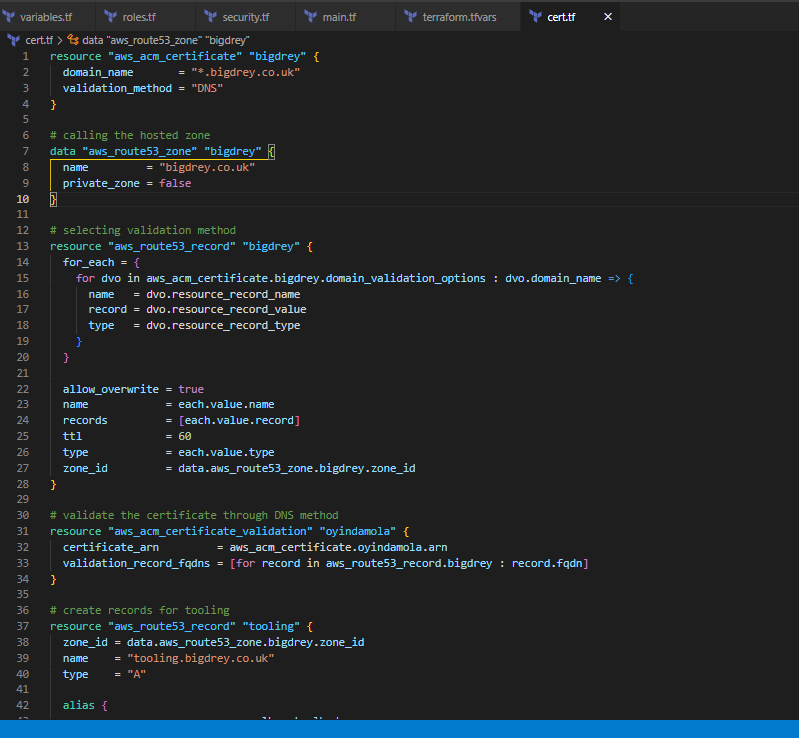 variables.tf roles.tf security.tf main.tf terraform.tfvars cert.tf ×
cert.tf > data "aws_route53_zone" "bigdrey"
1 resource "aws_acm_certificate" "bigdrey" {
2 domain_name = "*.bigdrey.co.uk"
3 validation_method = "DNS"
4 }
5
6 # calling the hosted zone
7 data "aws_route53_zone" "bigdrey" {
8 name = "bigdrey.co.uk"
9 private_zone = false
10 }
11
12 # selecting validation method
13 resource "aws_route53_record" "bigdrey" {
14 for_each = {
15 for dvo in aws_acm_certificate.bigdrey.domain_validation_options : dvo.domain_name => {
16 name = dvo.resource_record_name
17 record = dvo.resource_record_value
18 type = dvo.resource_record_type
19 }
20 }
21
22 allow_overwrite = true
23 name = each.value.name
24 records = [each.value.record]
25 ttl = 60
26 type = each.value.type
27 zone_id = data.aws_route53_zone.bigdrey.zone_id
28 }
29
30 # validate the certificate through DNS method
31 resource "aws_acm_certificate_validation" "oyindamola" {
32 certificate_arn = aws_acm_certificate.oyindamola.arn
33 validation_record_fqdns = [for record in aws_route53_record.bigdrey : record.fqdn]
34 }
35
36 # create records for tooling
37 resource "aws_route53_record" "tooling" {
38 zone_id = data.aws_route53_zone.bigdrey.zone_id
39 name = "tooling.bigdrey.co.uk"
40 type = "A"
41
42 alias {